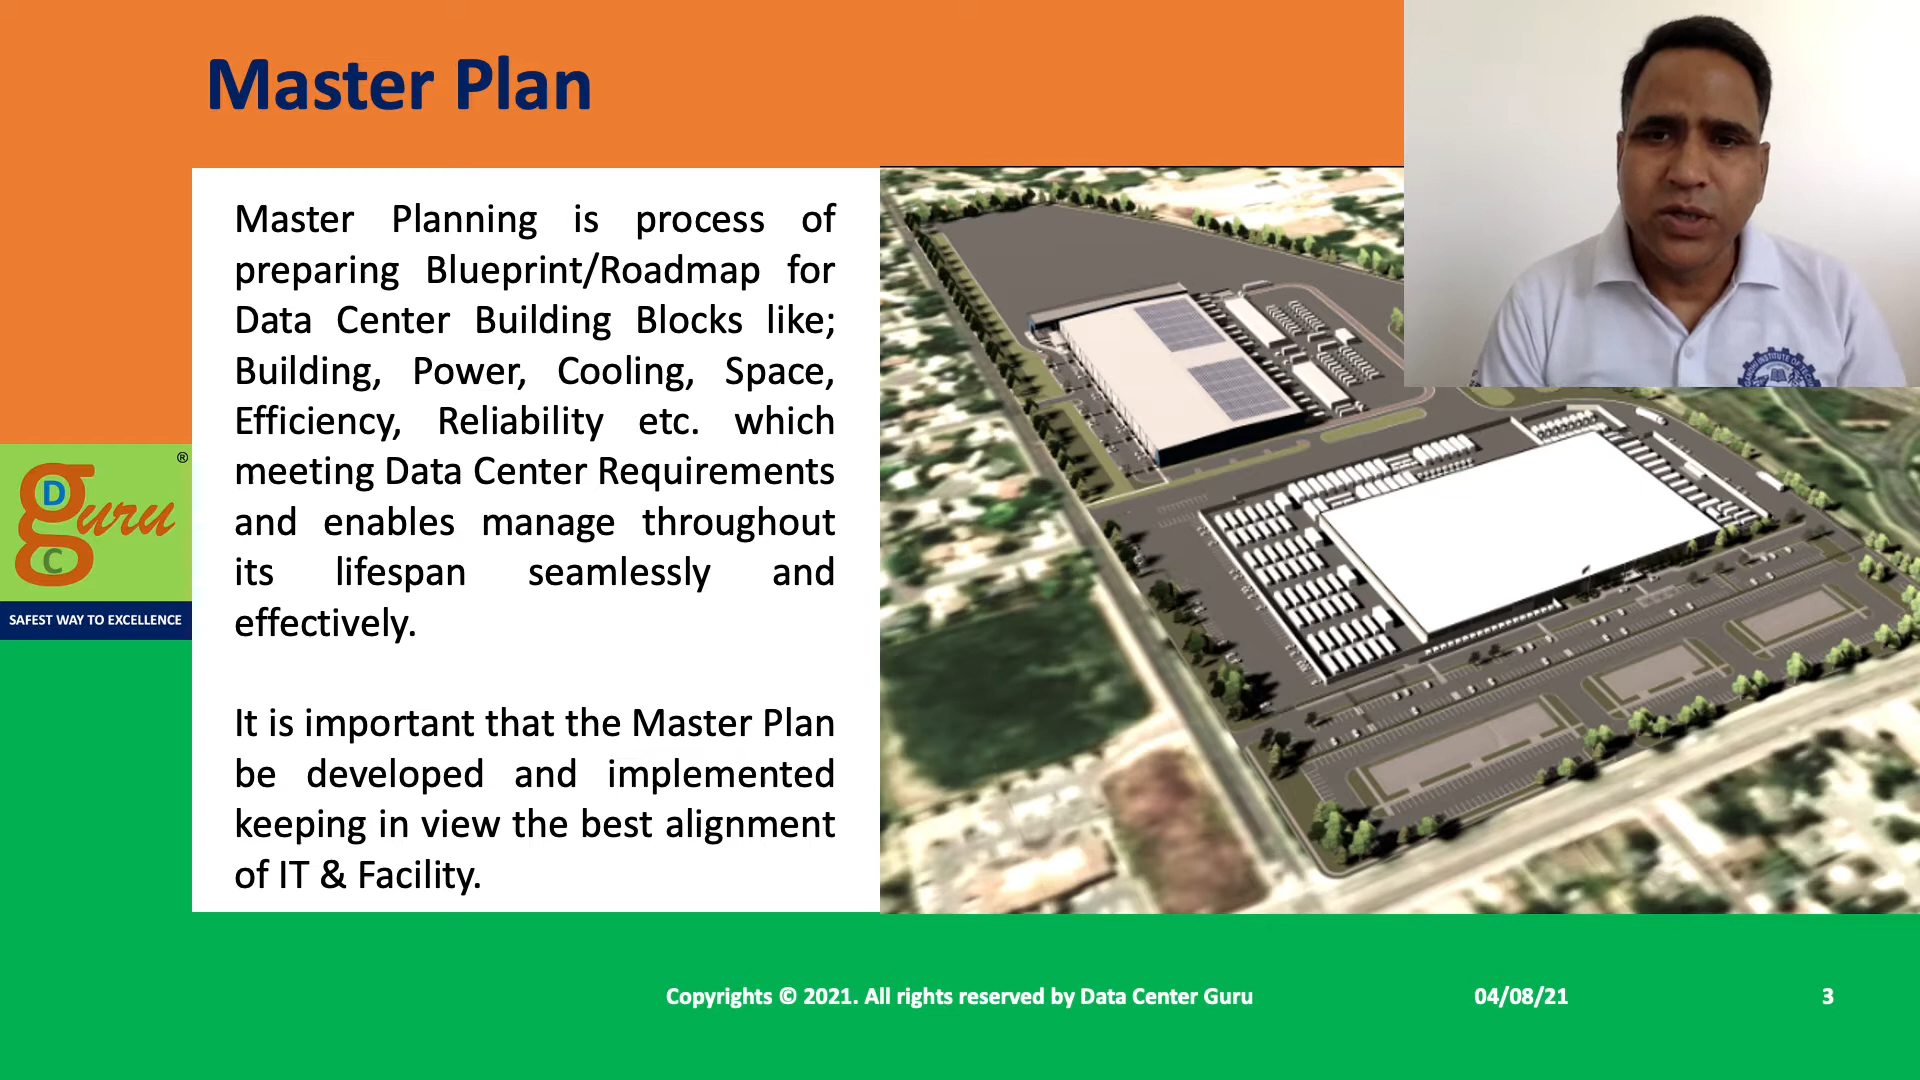 Master Plan
Master Planning is process of
preparing Blueprint/Roadmap for
Data Center Building Blocks like;
Building, Power, Cooling, Space,
Efficiency, Reliability etc. which
meeting Data Center Requirements
and enables manage throughout
its lifespan seamlessly and
effectively.
It is important that the Master Plan
be developed and implemented
keeping in view the best alignment
of IT & Facility.
D guru ®
C
SAFEST WAY TO EXCELLENCE
INSTITUTE OF
Copyrights © 2021. All rights reserved by Data Center Guru
04/08/21
3